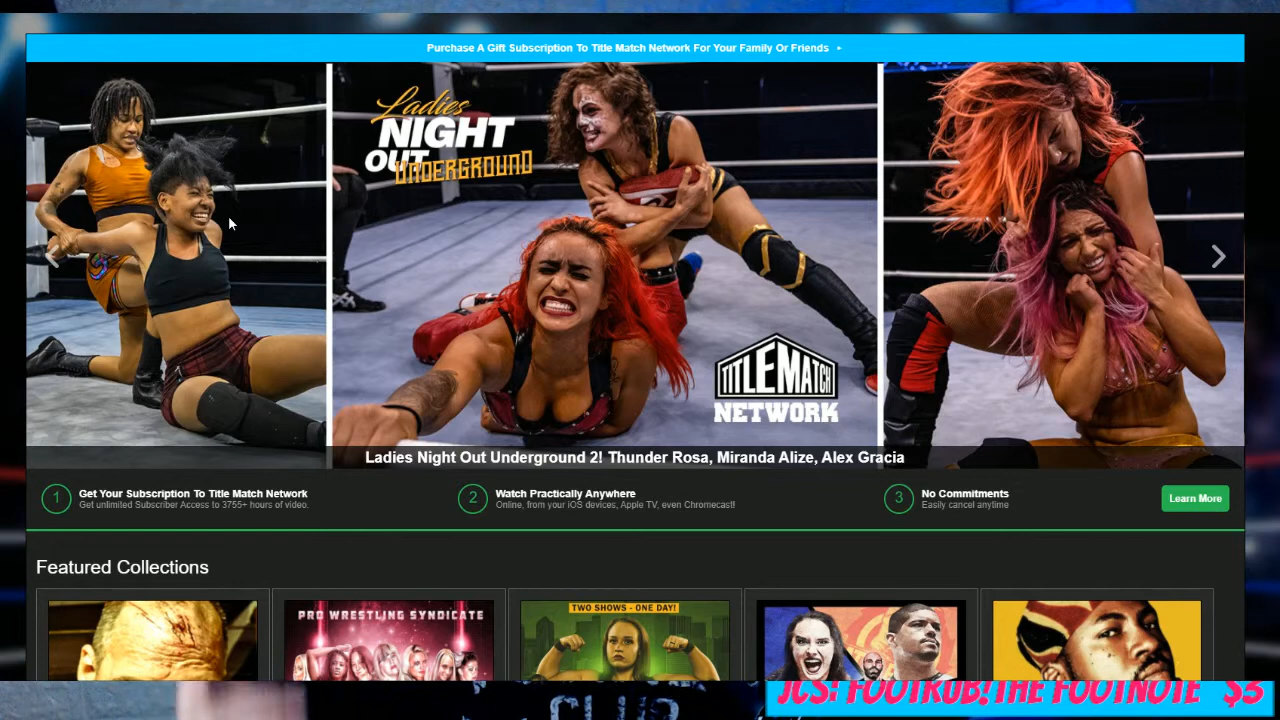 Purchase A Gift Subscription To Title Match Network For Your Family Or Friends
Ladies
NIGHT
OUT
UNDERGROUND
TITLEMATCH
NETWORK
Ladies Night Out Underground 2! Thunder Rosa, Miranda Alize, Alex Gracia
1
Get Your Subscription To Title Match Network
Get unlimited Subscriber Access to 3755+ hours of video.
2
Watch Practically Anywhere
Online, from your iOS devices, Apple TV, even Chromecast!
3
No Commitments
Easily cancel anytime
Learn More
Featured Collections
PRO WRESTLING SYNDICATE
TWO SHOWS - ONE DAY!
CLUB
JCS: FOOTRUB!THE FOOTNOTE $3